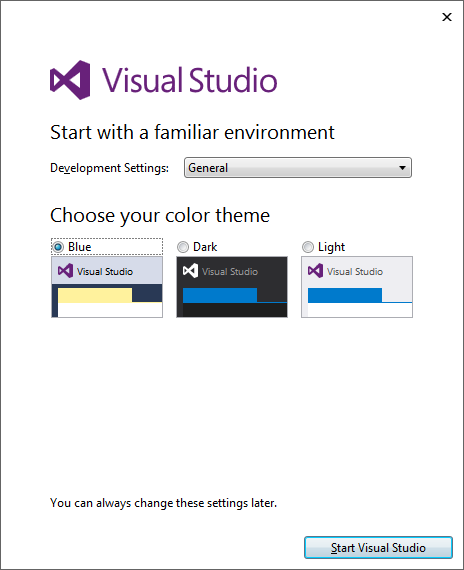 Visual Studio
Start with a familiar environment
Development Settings: General
Choose your color theme
Blue Dark Light
Visual Studio Visual Studio Visual Studio
You can always change these settings later.
Start Visual Studio